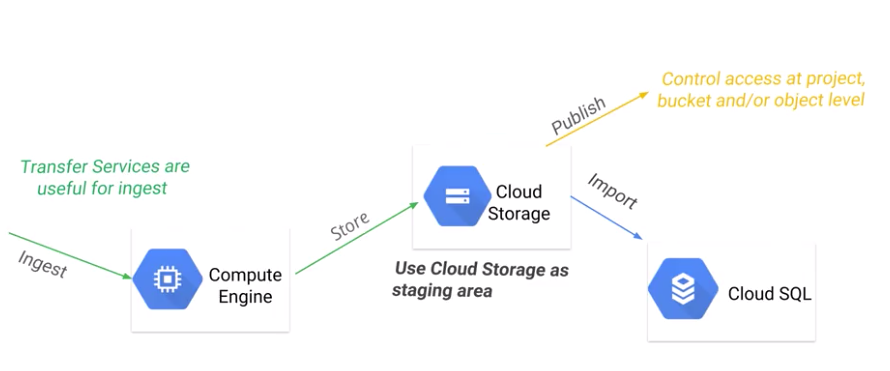 Control access at project,
bucket and/or object level
Publish
Transfer Services are
useful for ingest
Cloud
Storage
Import
Store
Ingest
Compute
Engine
Use Cloud Storage as
staging area
Cloud SQL